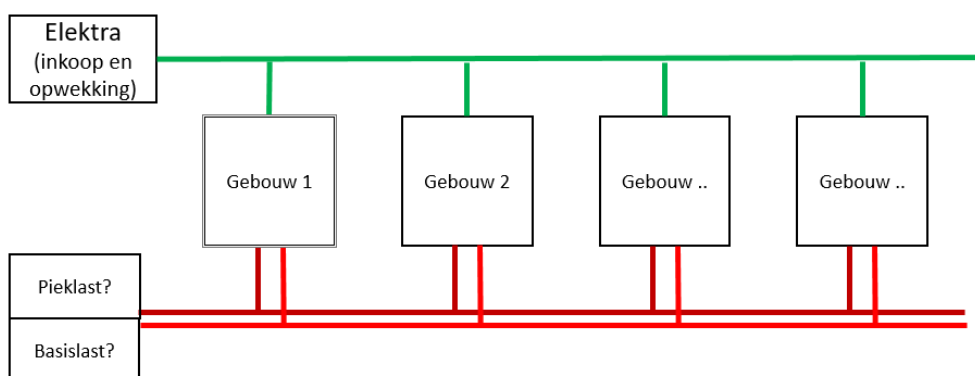 Elektra
(inkoop en
opwekking)
Gebouw 1
Gebouw 2
Gebouw ..
Gebouw ..
Pieklast?
Basislast?